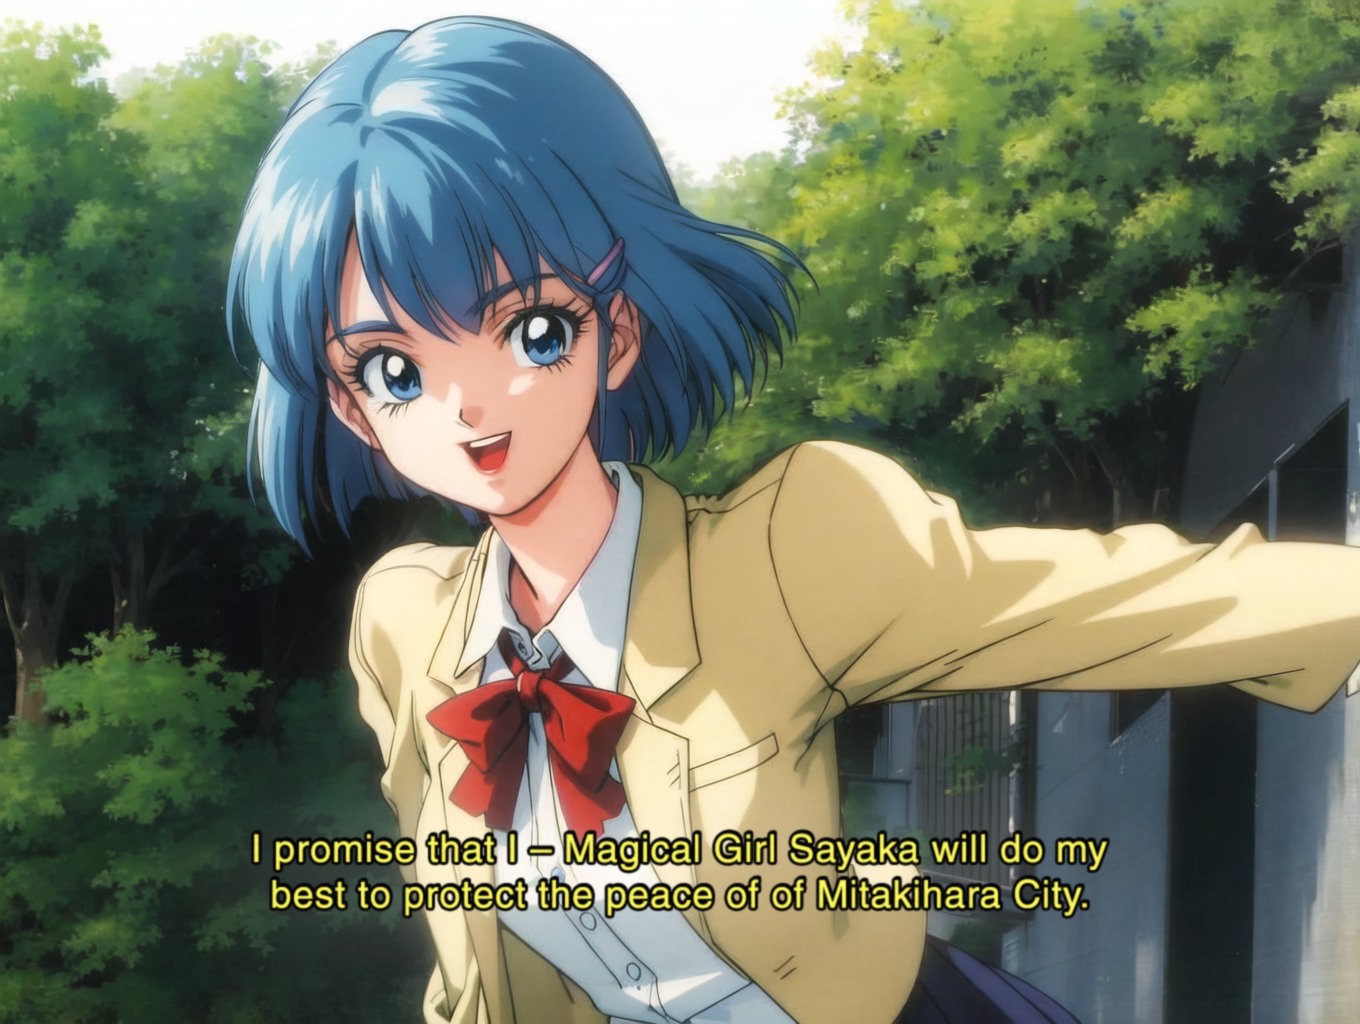 I promise that I – Magical Girl Sayaka will do my
best to protect the peace of of Mitakihara City.